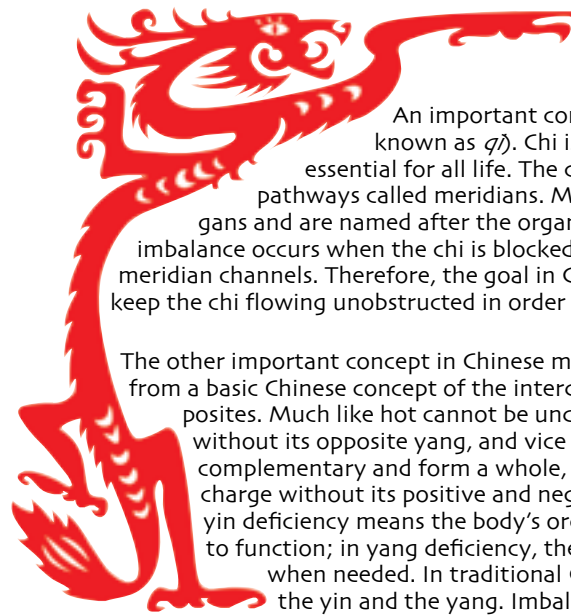 An important con
known as qi). Chi i
essential for all life. The c
pathways called meridians. M
gans and are named after the organ
imbalance occurs when the chi is blocked
meridian channels. Therefore, the goal in C
keep the chi flowing unobstructed in order
The other important concept in Chinese m
from a basic Chinese concept of the interc
posites. Much like hot cannot be unc
without its opposite yang, and vice
complementary and form a whole,
charge without its positive and neg
yin deficiency means the body's or
to function; in yang deficiency, the
when needed. In traditional C
the yin and the yang. Imbal